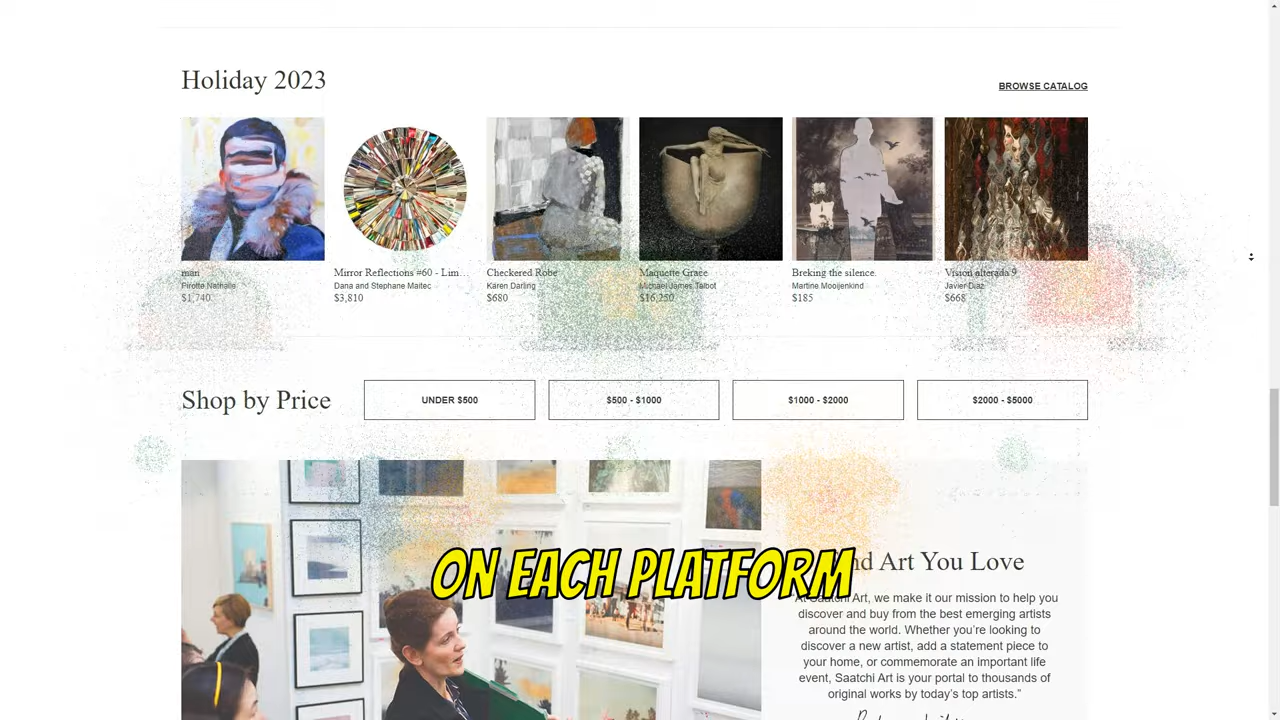 Holiday 2023
BROWSE CATALOG
man
Pirotte Nathalie
$1,740
Mirror Reflections #60 - Lim...
Dana and Stephane Maitec
$3,810
Checkered Robe
Karen Darling
$680
Maquette Grace
Michael James Talbot
$16,250
Breking the silence.
Martine Mooijenkind
$185
Vision alterada 9
Javier Diaz
$668
Shop by Price
UNDER $500
$500 - $1000
$1000 - $2000
$2000 - $5000
ON EACH PLATFORM
Art You Love
At Saatchi Art, we make it our mission to help you
discover and buy from the best emerging artists
around the world. Whether you're looking to
discover a new artist, add a statement piece to
your home, or commemorate an important life
event, Saatchi Art is your portal to thousands of
original works by today's top artists.”